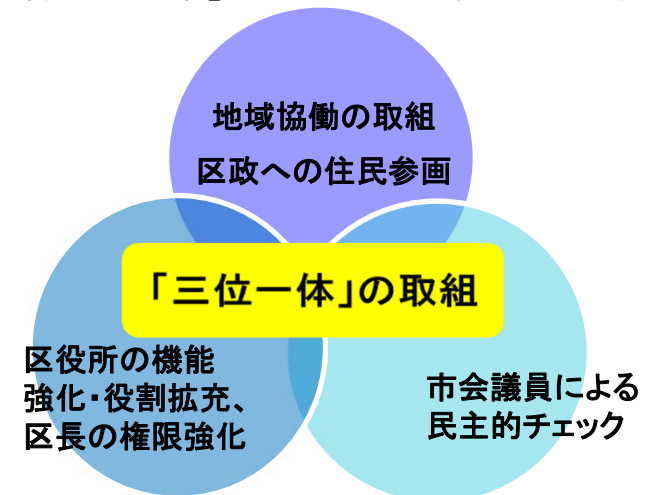 地域協働の取組
区政への住民参画
「三位一体」の取組
区役所の機能
強化・役割拡充、
区長の権限強化
市会議員による
民主的チェック